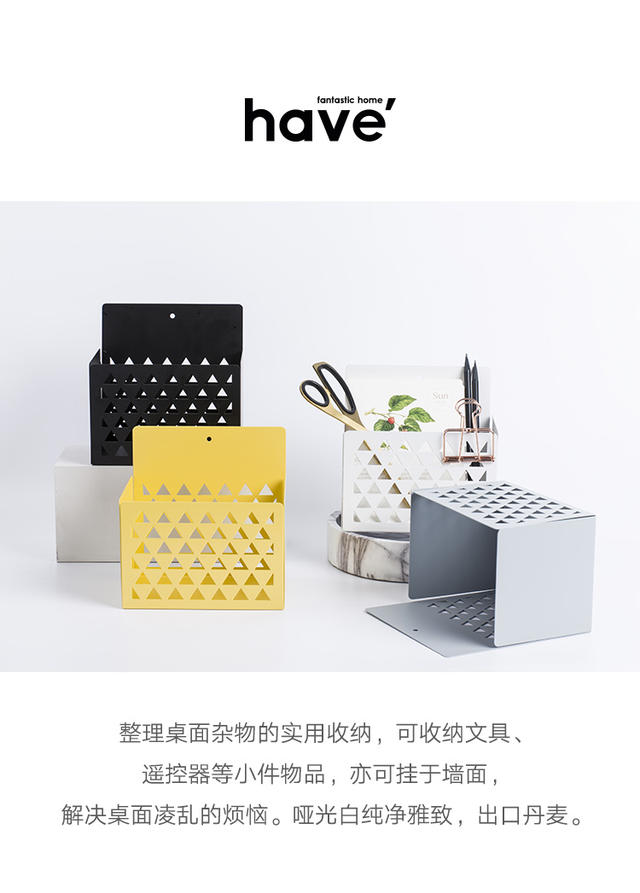 fantastic home
have'
Sun
整理桌面杂物的实用收纳，可收纳文具、
遥控器等小件物品，亦可挂于墙面，
解决桌面凌乱的烦恼。哑光白纯净雅致，出口丹麦。